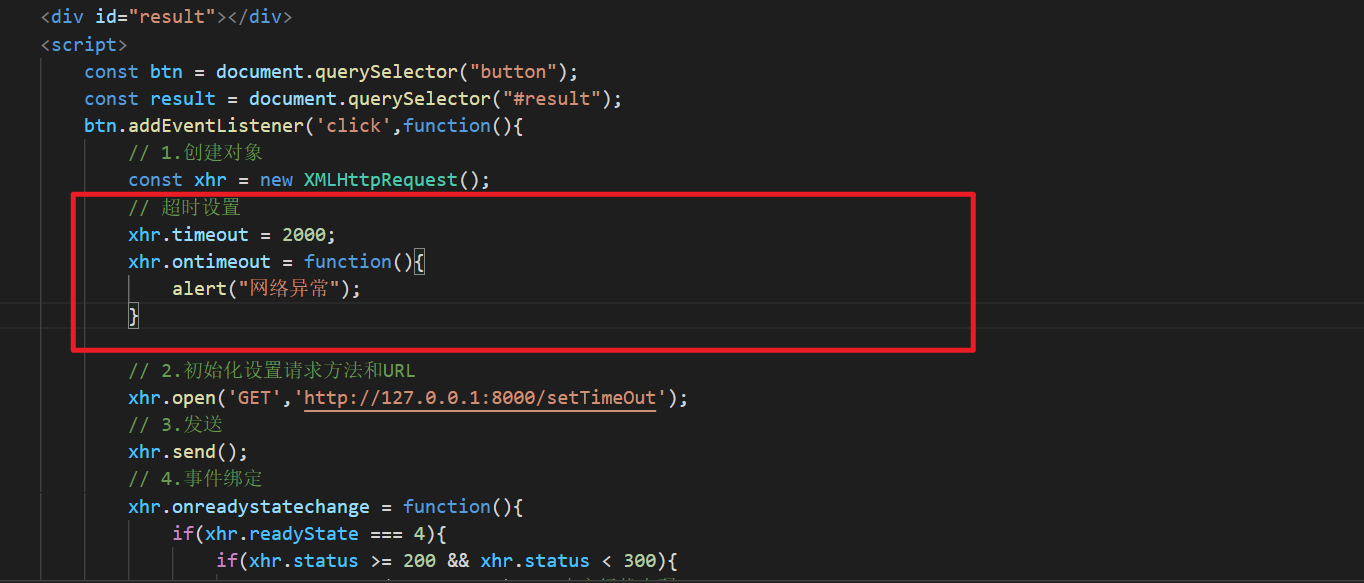 <div id="result"></div>
<script>
const btn = document.querySelector("button");
const result = document.querySelector("#result");
btn.addEventListener('click',function(){
// 1.创建对象
const xhr = new XMLHttpRequest();
// 超时设置
xhr.timeout = 2000;
xhr.ontimeout = function(){
alert("网络异常");
}
// 2.初始化设置请求方法和URL
xhr.open('GET','http://127.0.0.1:8000/setTimeOut');
// 3.发送
xhr.send();
// 4.事件绑定
xhr.onreadystatechange = function(){
if(xhr.readyState === 4){
if(xhr.status >= 200 && xhr.status < 300){